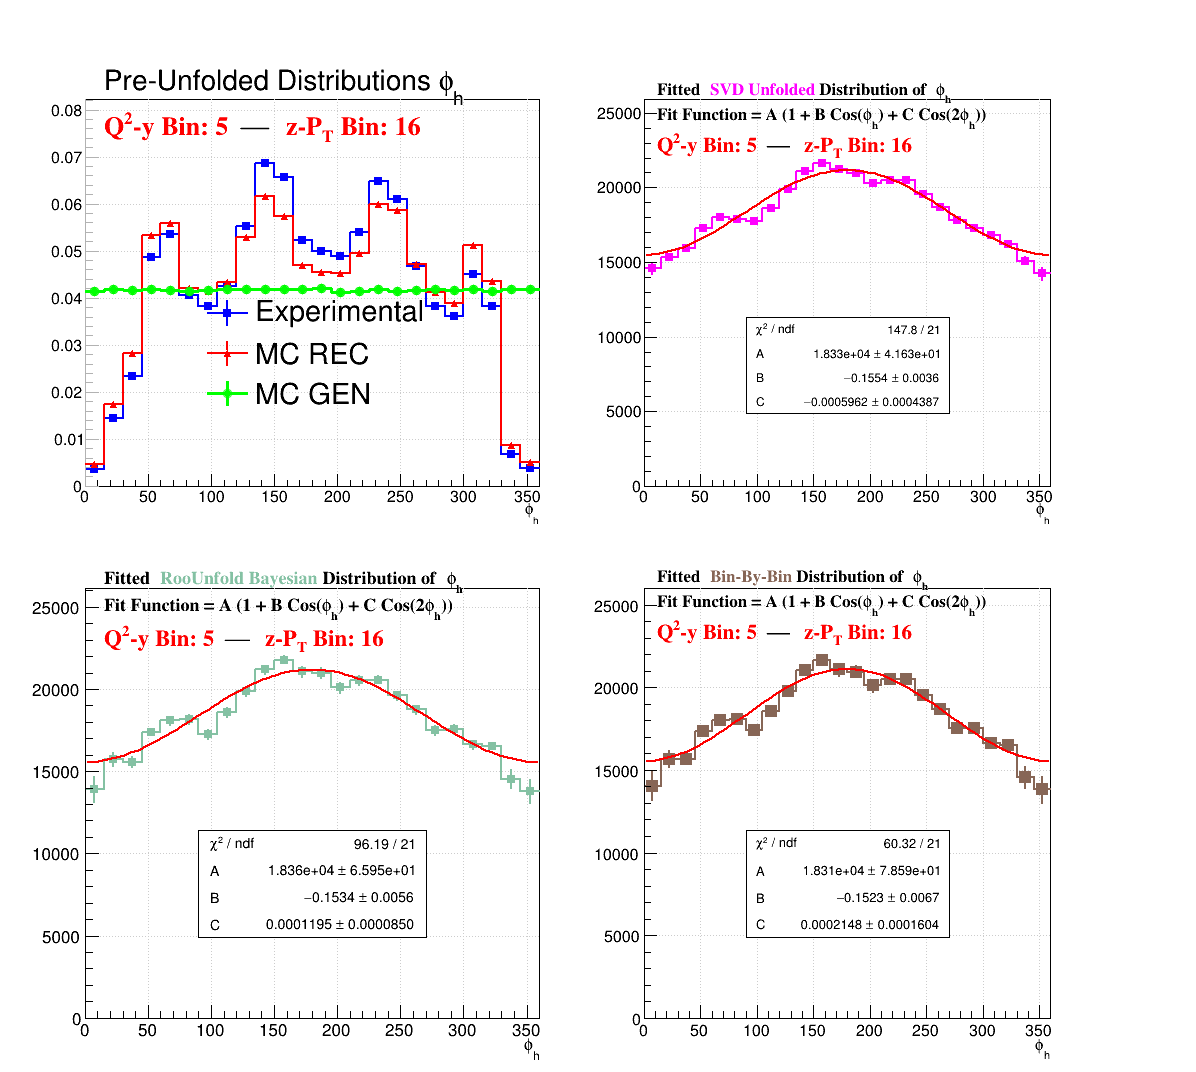 Pre-Unfolded Distributions ϕh
Q²-y Bin: 5 — z-PT Bin: 16
0.08
0.07
0.06
0.05
0.04
0.03
0.02
0.01
0
Experimental
MC REC
MC GEN
0 50 100 150 200 250 300 350
ϕh
Fitted SVD Unfolded Distribution of ϕh
Fit Function = A (1 + B Cos(ϕh) + C Cos(2ϕh))
Q²-y Bin: 5 — z-PT Bin: 16
25000
20000
15000
10000
5000
0
χ² / ndf 147.8 / 21
A 1.833e+04 ± 4.163e+01
B −0.1554 ± 0.0036
C −0.0005962 ± 0.0004387
0 50 100 150 200 250 300 350
ϕh
Fitted RooUnfold Bayesian Distribution of ϕh
Fit Function = A (1 + B Cos(ϕh) + C Cos(2ϕh))
Q²-y Bin: 5 — z-PT Bin: 16
25000
20000
15000
10000
5000
0
χ² / ndf 96.19 / 21
A 1.836e+04 ± 6.595e+01
B −0.1534 ± 0.0056
C 0.0001195 ± 0.0000850
0 50 100 150 200 250 300 350
ϕh
Fitted Bin-By-Bin Distribution of ϕh
Fit Function = A (1 + B Cos(ϕh) + C Cos(2ϕh))
Q²-y Bin: 5 — z-PT Bin: 16
25000
20000
15000
10000
5000
0
χ² / ndf 60.32 / 21
A 1.831e+04 ± 7.859e+01
B −0.1523 ± 0.0067
C 0.0002148 ± 0.0001604
0 50 100 150 200 250 300 350
ϕh